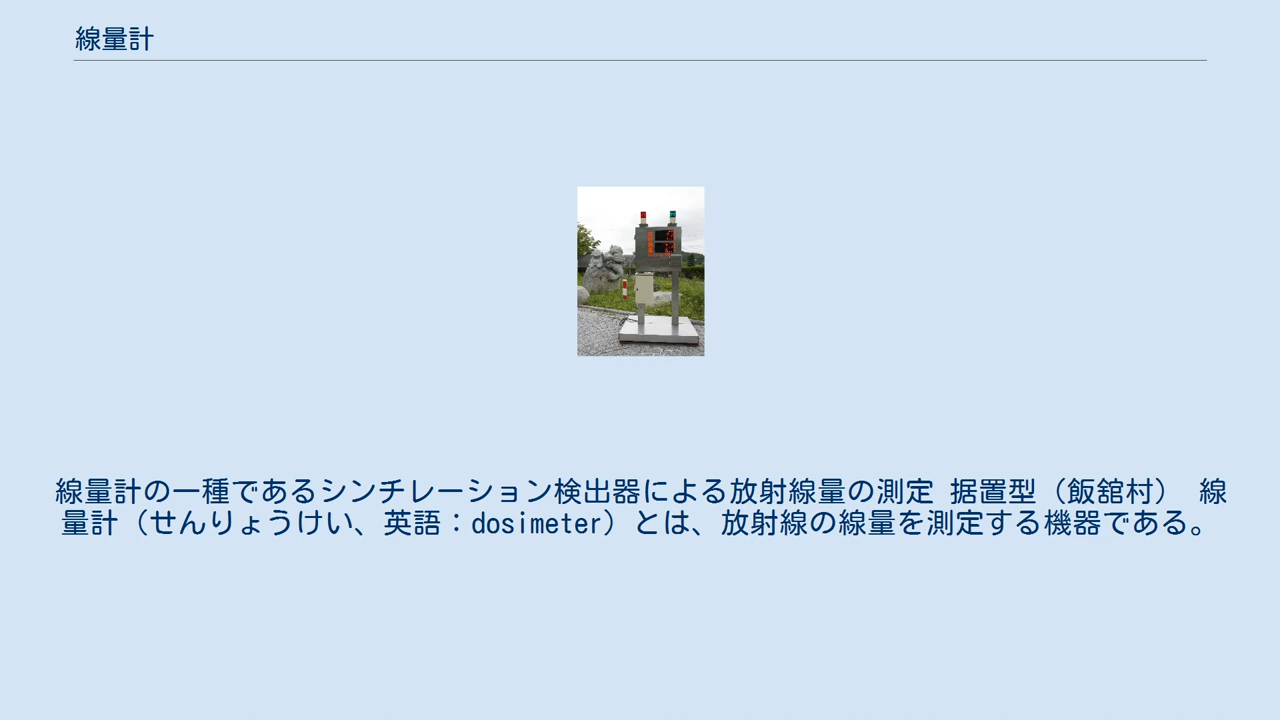 線量計
線量計の一種であるシンチレーション検出器による放射線量の測定 据置型（飯舘村） 線
量計（せんりょうけい、英語：dosimeter）とは、放射線の線量を測定する機器である。